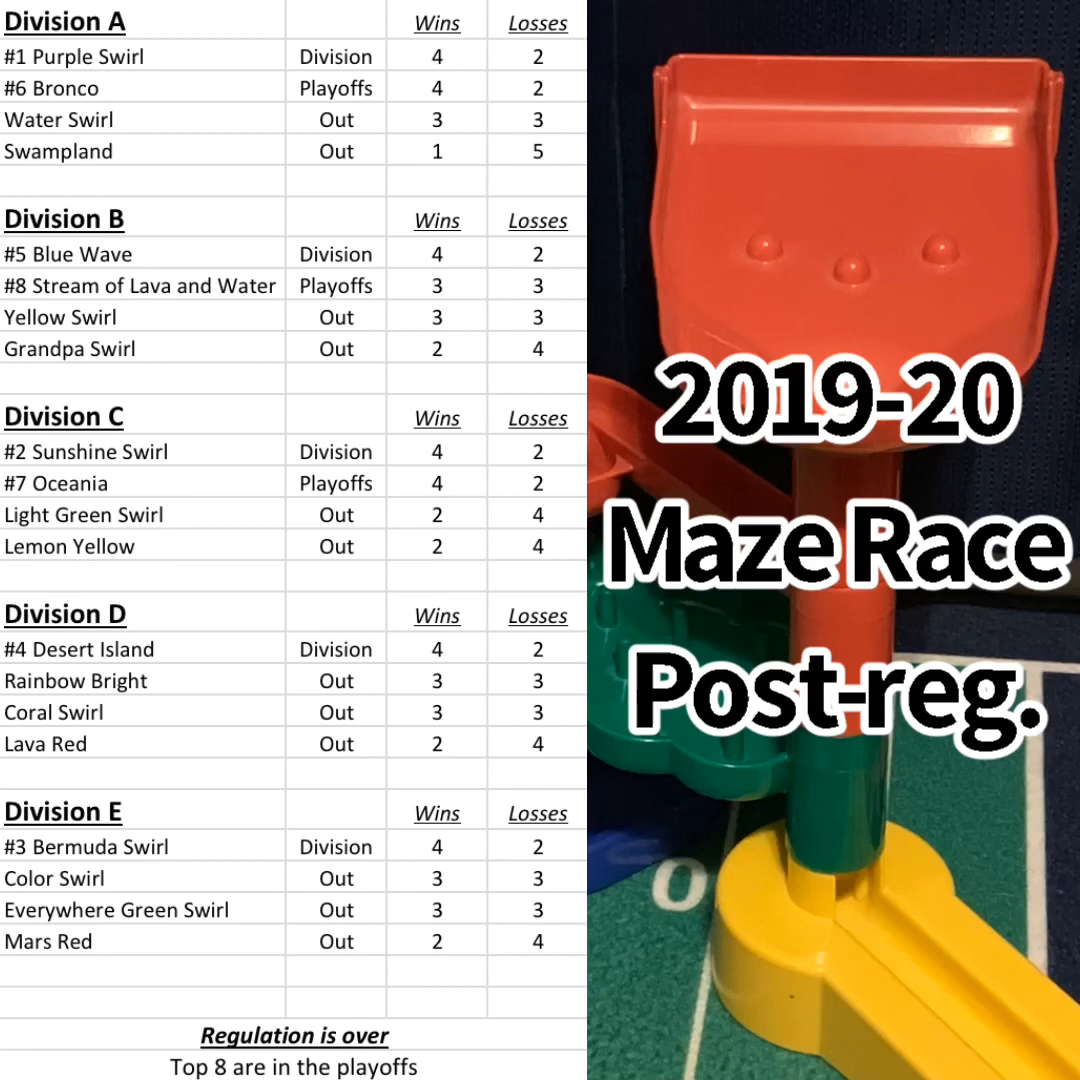 Division A Wins Losses
#1 Purple Swirl Division 4 2
#6 Bronco Playoffs 4 2
Water Swirl Out 3 3
Swampland Out 1 5
Division B Wins Losses
#5 Blue Wave Division 4 2
#8 Stream of Lava and Water Playoffs 3 3
Yellow Swirl Out 3 3
Grandpa Swirl Out 2 4
Division C Wins Losses
#2 Sunshine Swirl Division 4 2
#7 Oceania Playoffs 4 2
Light Green Swirl Out 2 4
Lemon Yellow Out 2 4
Division D Wins Losses
#4 Desert Island Division 4 2
Rainbow Bright Out 3 3
Coral Swirl Out 3 3
Lava Red Out 2 4
Division E Wins Losses
#3 Bermuda Swirl Division 4 2
Color Swirl Out 3 3
Everywhere Green Swirl Out 3 3
Mars Red Out 2 4
Regulation is over
Top 8 are in the playoffs
2019-20
Maze Race
Post-reg.
0